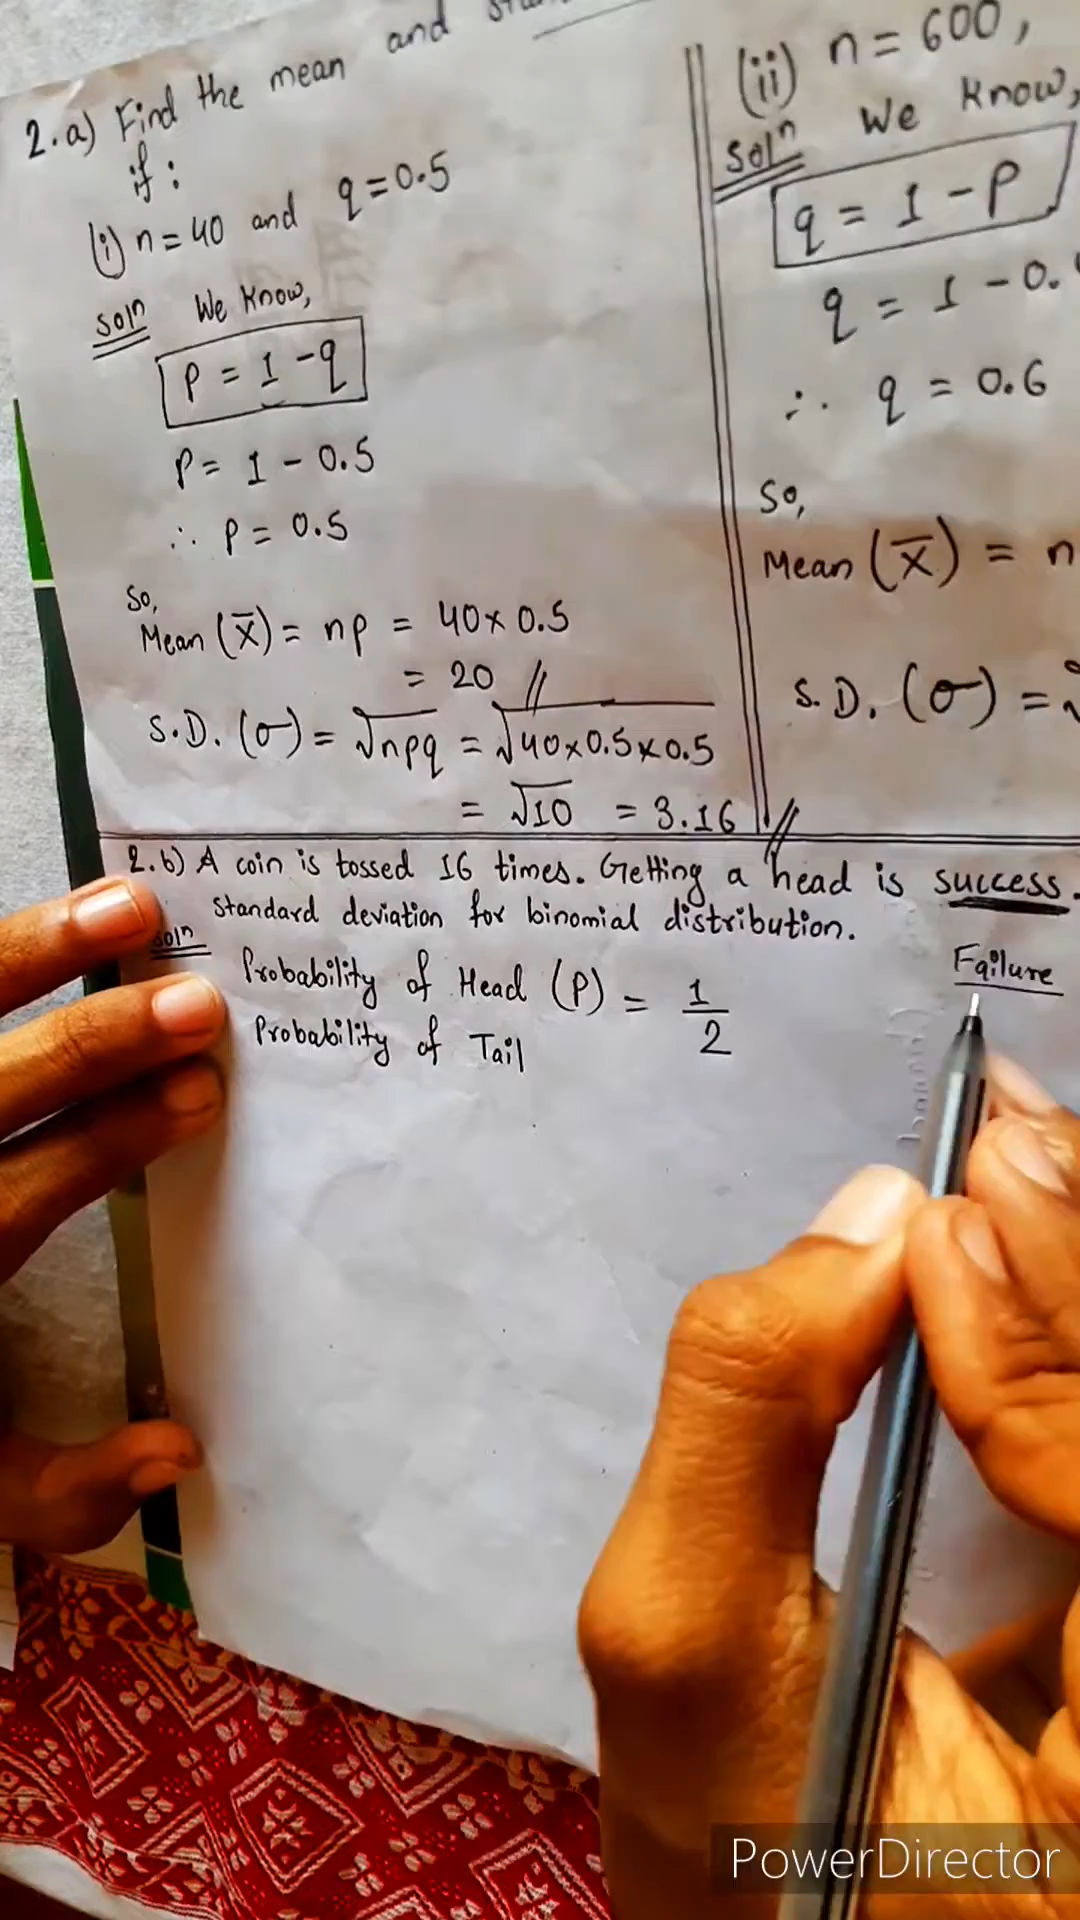 2.a) Find the mean and
if:
(i) n = 40 and q = 0.5
Solⁿ We Know,
P = 1 - q
P = 1 - 0.5
∴ P = 0.5
So,
Mean (x̄) = np = 40 x 0.5
= 20 //
S.D. (σ) = √npq = √40x0.5x0.5
= √10 = 3.16 //
(ii) n = 600,
Solⁿ We Know,
q = 1 - P
q = 1 - 0.
∴ q = 0.6
So,
Mean (x̄) = n
S.D. (σ) = √
2.b) A coin is tossed 16 times. Getting a head is success.
standard deviation for binomial distribution.
Solⁿ Probability of Head (P) = 1/2
Probability of Tail
Failure
PowerDirector